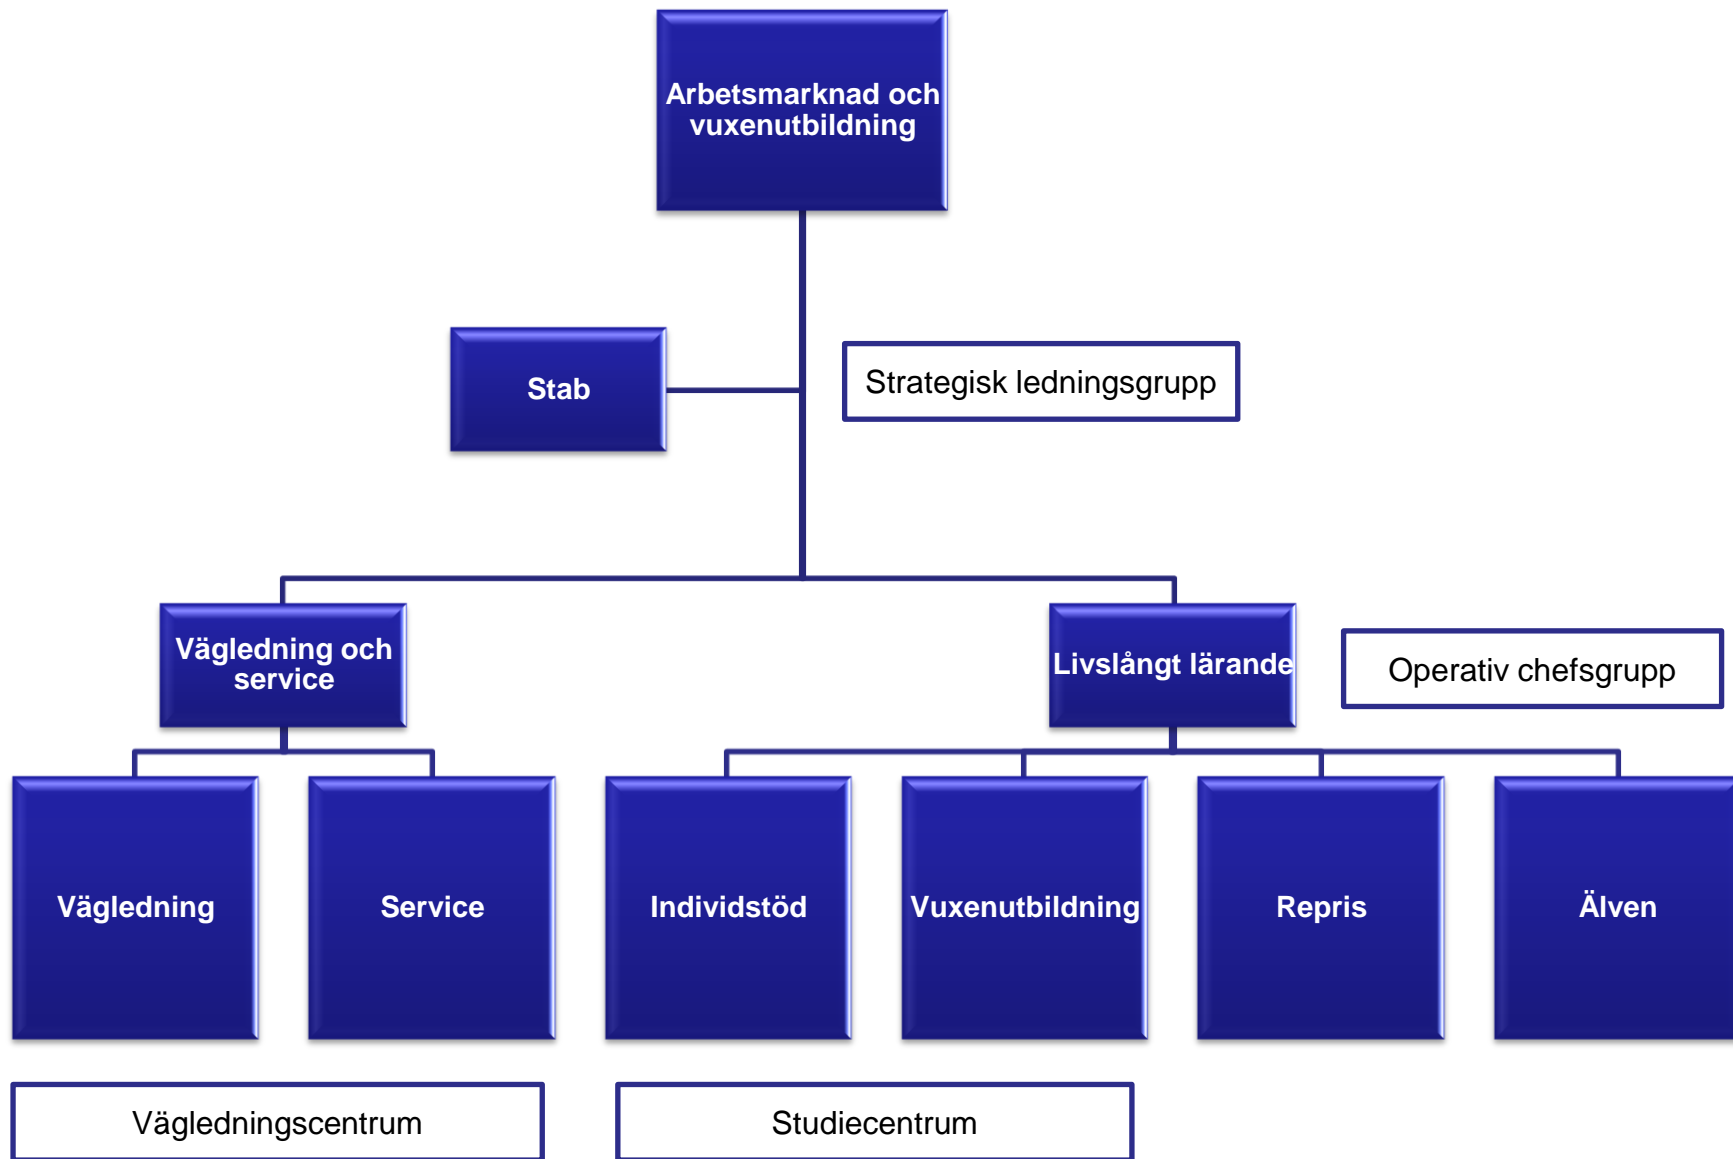 Arbetsmarknad och
vuxenutbildning
Stab
Strategisk ledningsgrupp
Vägledning och
service
Livslångt lärande
Operativ chefsgrupp
Vägledning
Service
Individstöd
Vuxenutbildning
Repris
Älven
Vägledningscentrum
Studiecentrum